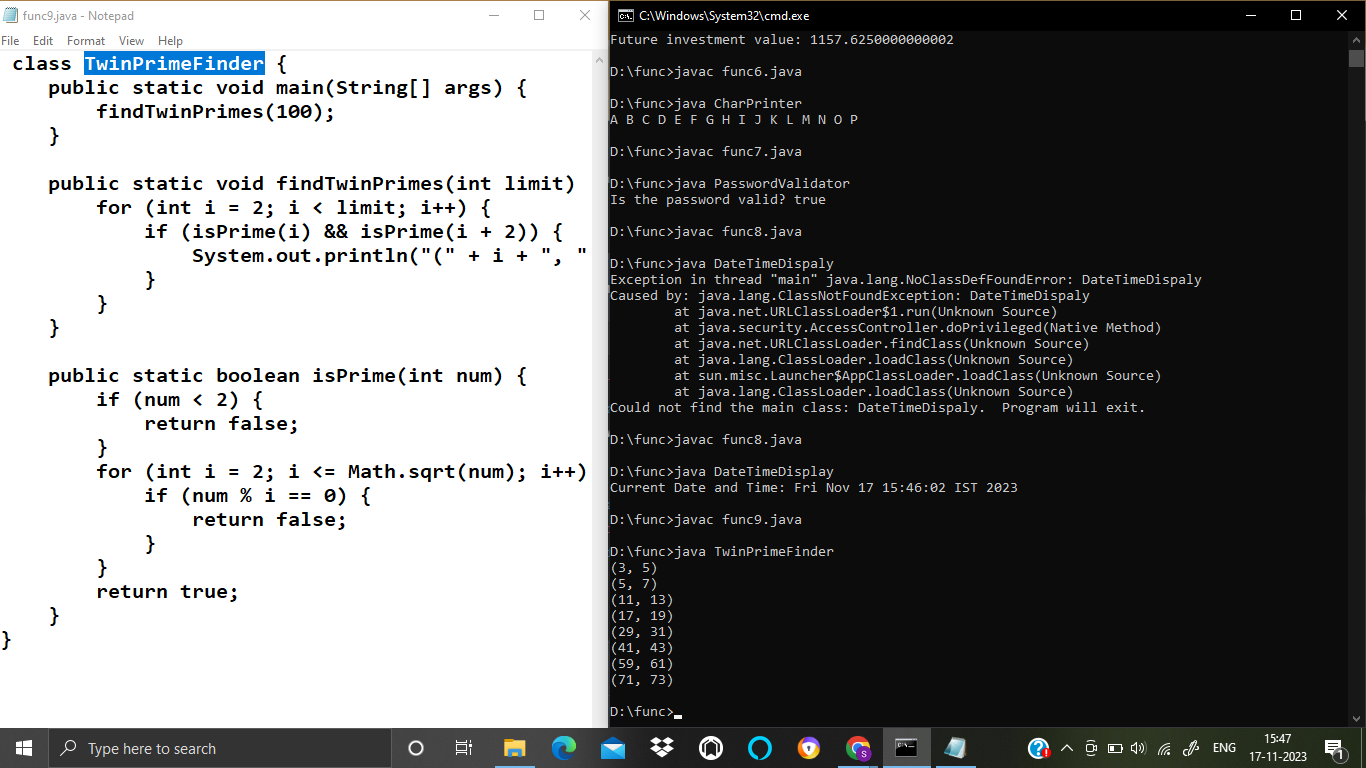 func9.java - Notepad
File Edit Format View Help
class TwinPrimeFinder {
public static void main(String[] args) {
findTwinPrimes(100);
}
public static void findTwinPrimes(int limit)
for (int i = 2; i < limit; i++) {
if (isPrime(i) && isPrime(i + 2)) {
System.out.println("(" + i + ", "
}
}
}
public static boolean isPrime(int num) {
if (num < 2) {
return false;
}
for (int i = 2; i <= Math.sqrt(num); i++)
if (num % i == 0) {
return false;
}
}
return true;
}
}
C:\Windows\System32\cmd.exe
Future investment value: 1157.6250000000002
D:\func>javac func6.java
D:\func>java CharPrinter
A B C D E F G H I J K L M N O P
D:\func>javac func7.java
D:\func>java PasswordValidator
Is the password valid? true
D:\func>javac func8.java
D:\func>java DateTimeDispaly
Exception in thread "main" java.lang.NoClassDefFoundError: DateTimeDispaly
Caused by: java.lang.ClassNotFoundException: DateTimeDispaly
at java.net.URLClassLoader$1.run(Unknown Source)
at java.security.AccessController.doPrivileged(Native Method)
at java.net.URLClassLoader.findClass(Unknown Source)
at java.lang.ClassLoader.loadClass(Unknown Source)
at sun.misc.Launcher$AppClassLoader.loadClass(Unknown Source)
at java.lang.ClassLoader.loadClass(Unknown Source)
Could not find the main class: DateTimeDispaly.  Program will exit.
D:\func>javac func8.java
D:\func>java DateTimeDisplay
Current Date and Time: Fri Nov 17 15:46:02 IST 2023
D:\func>javac func9.java
D:\func>java TwinPrimeFinder
(3, 5)
(5, 7)
(11, 13)
(17, 19)
(29, 31)
(41, 43)
(59, 61)
(71, 73)
D:\func>
Type here to search
S
ENG
15:47
17-11-2023
1